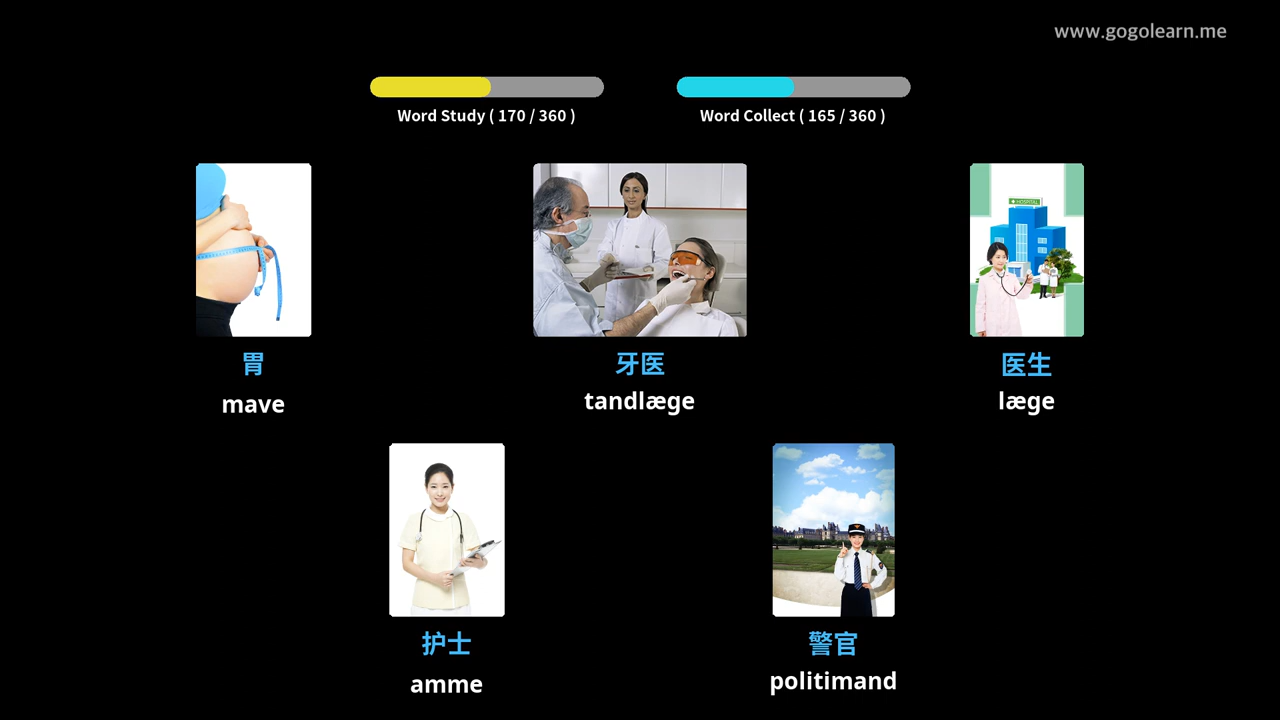 www.gogolearn.me
Word Study ( 170 / 360 )
Word Collect ( 165 / 360 )
HOSPITAL
胃
mave
牙医
tandlæge
医生
læge
护士
amme
警官
politimand